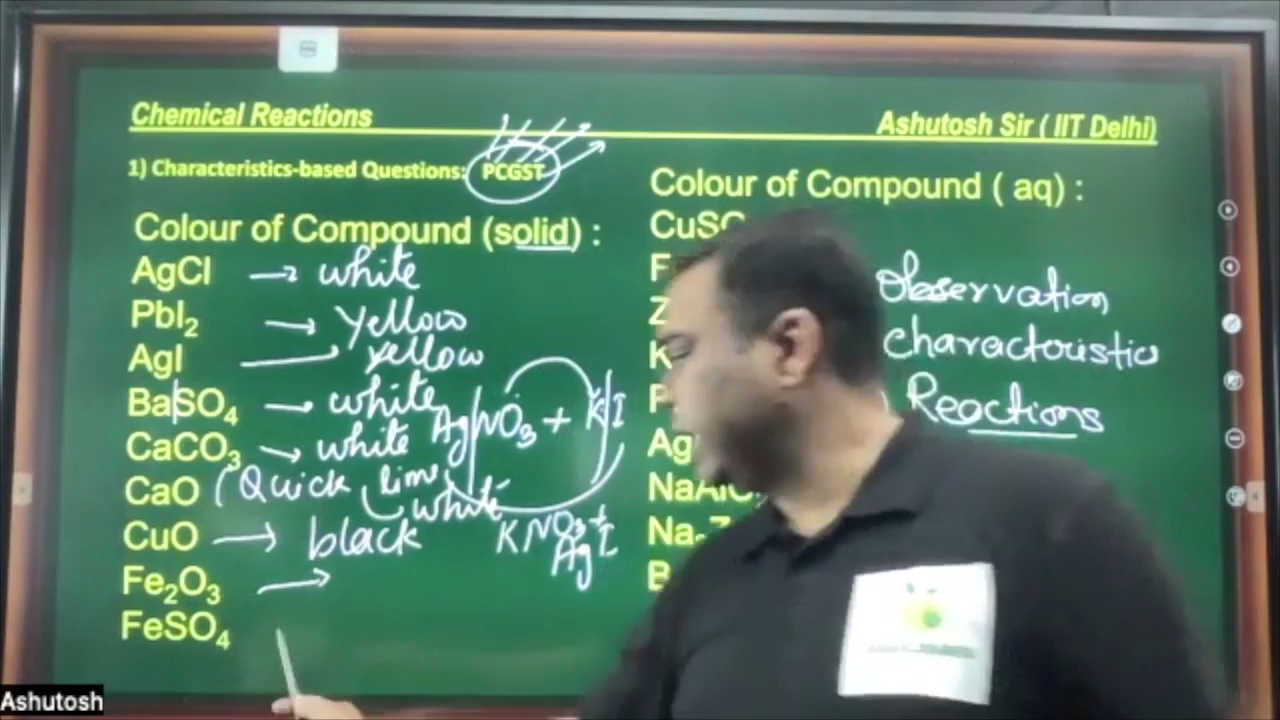 Chemical Reactions
Ashutosh Sir ( IIT Delhi)
1) Characteristics-based Questions: PCGST
Colour of Compound (solid) :
AgCl → white
PbI₂ → Yellow
AgI → Yellow
BaSO₄ → white
CaCO₃ → white
CaO (Quick lime white
CuO → black
Fe₂O₃ →
FeSO₄
AgNO₃ + KI
KNO₃ +
AgI
Colour of Compound ( aq) :
CuSO
Ag
Observation
Reactions
Ashutosh